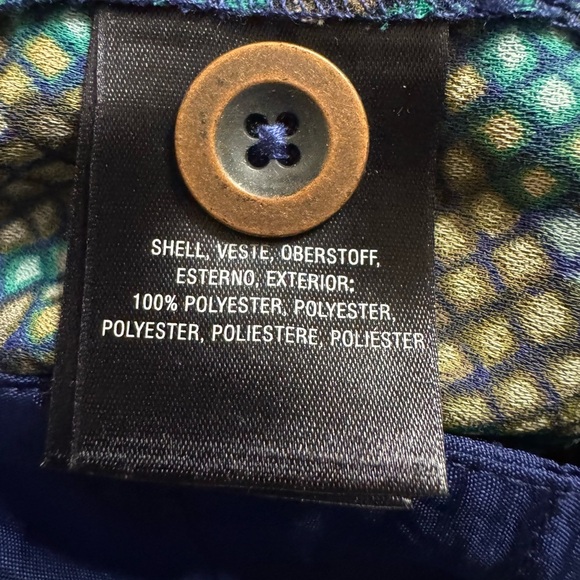 SHELL, VESTE, OBERSTOFF,
ESTERNO, EXTERIOR:
100% POLYESTER, POLYESTER,
POLYESTER, POLIESTERE, POLIESTER